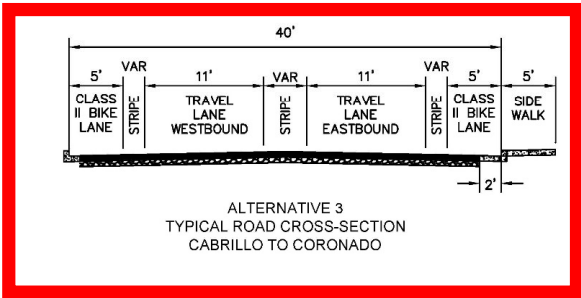 40'
5' VAR 11' VAR 11' VAR 5' 5'
CLASS II BIKE LANE
STRIPE
TRAVEL LANE WESTBOUND
STRIPE
TRAVEL LANE EASTBOUND
STRIPE
CLASS II BIKE LANE
SIDE WALK
2'
ALTERNATIVE 3
TYPICAL ROAD CROSS-SECTION
CABRILLO TO CORONADO